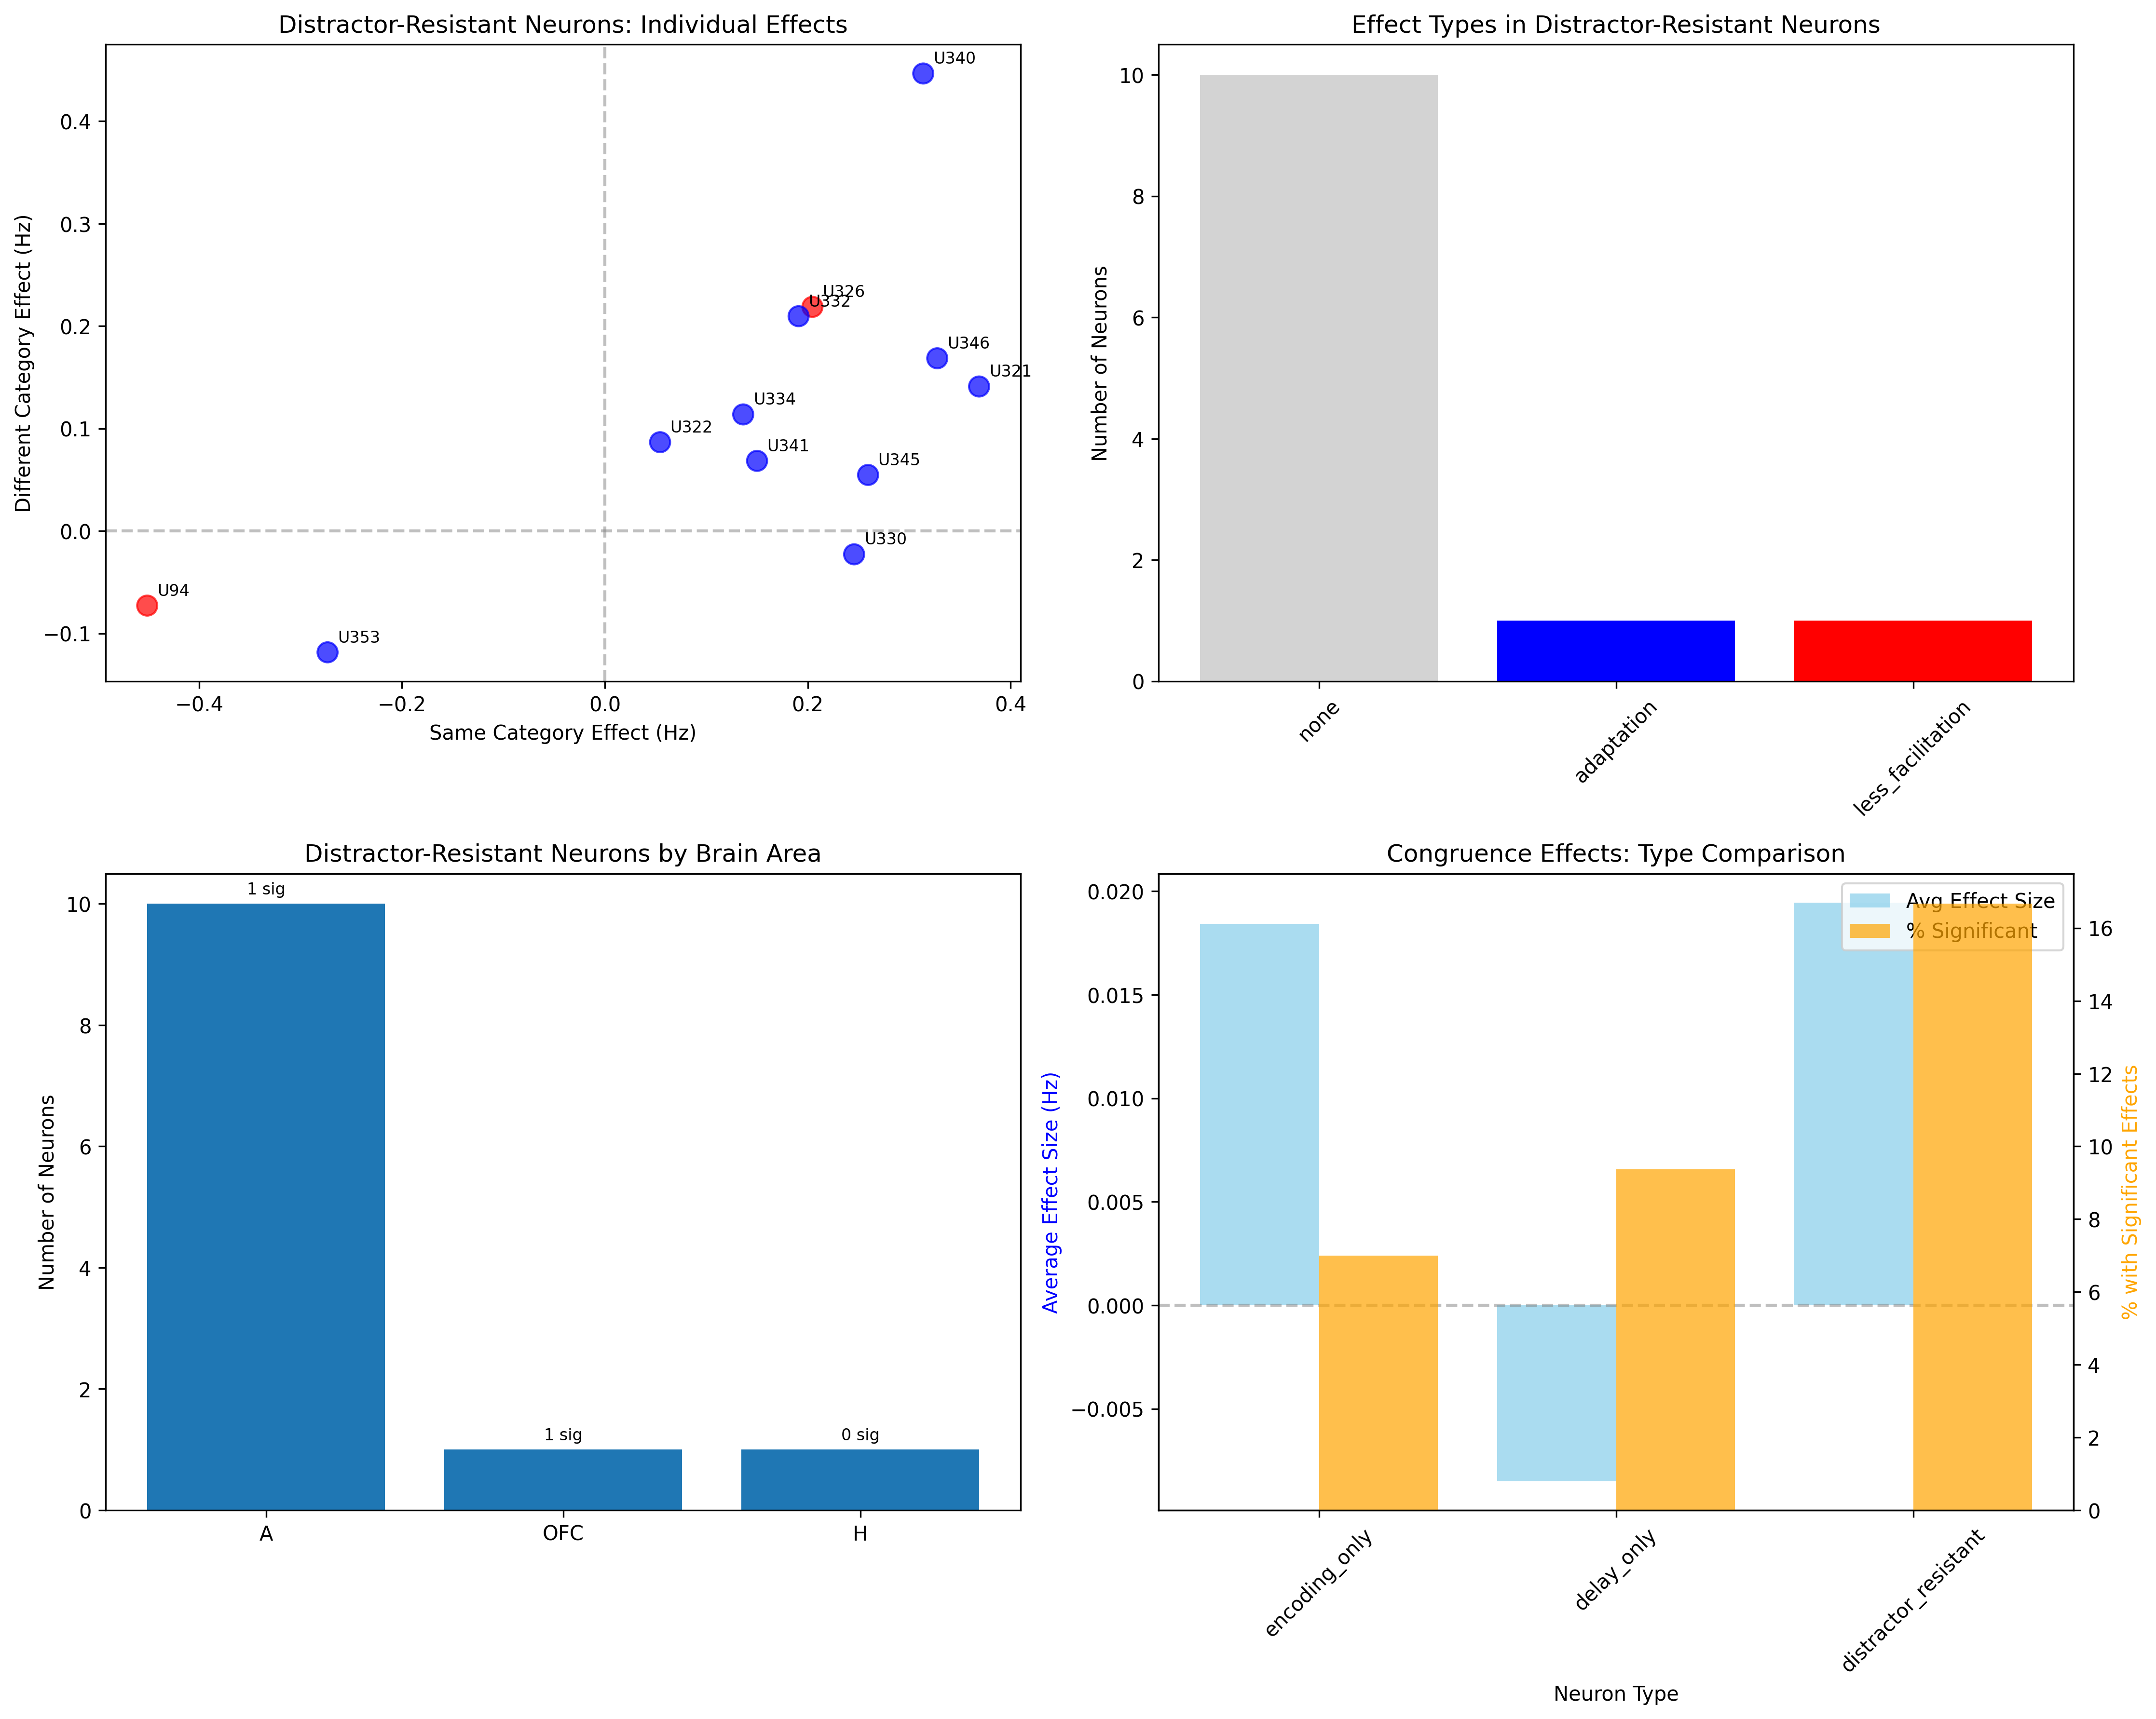 Distractor-Resistant Neurons: Individual Effects
Different Category Effect (Hz)
0.4
0.3
0.2
0.1
0.0
−0.1
U340
U326
U332
U346
U321
U334
U322
U341
U345
U330
U94
U353
−0.4
−0.2
0.0
0.2
0.4
Same Category Effect (Hz)
Effect Types in Distractor-Resistant Neurons
Number of Neurons
10
8
6
4
2
0
none
adaptation
less_facilitation
Distractor-Resistant Neurons by Brain Area
Number of Neurons
10
8
6
4
2
0
1 sig
1 sig
0 sig
A
OFC
H
Congruence Effects: Type Comparison
Average Effect Size (Hz)
0.020
0.015
0.010
0.005
0.000
−0.005
Avg Effect Size
% Significant
16
14
12
10
8
6
4
2
0
% with Significant Effects
encoding_only
delay_only
distractor_resistant
Neuron Type